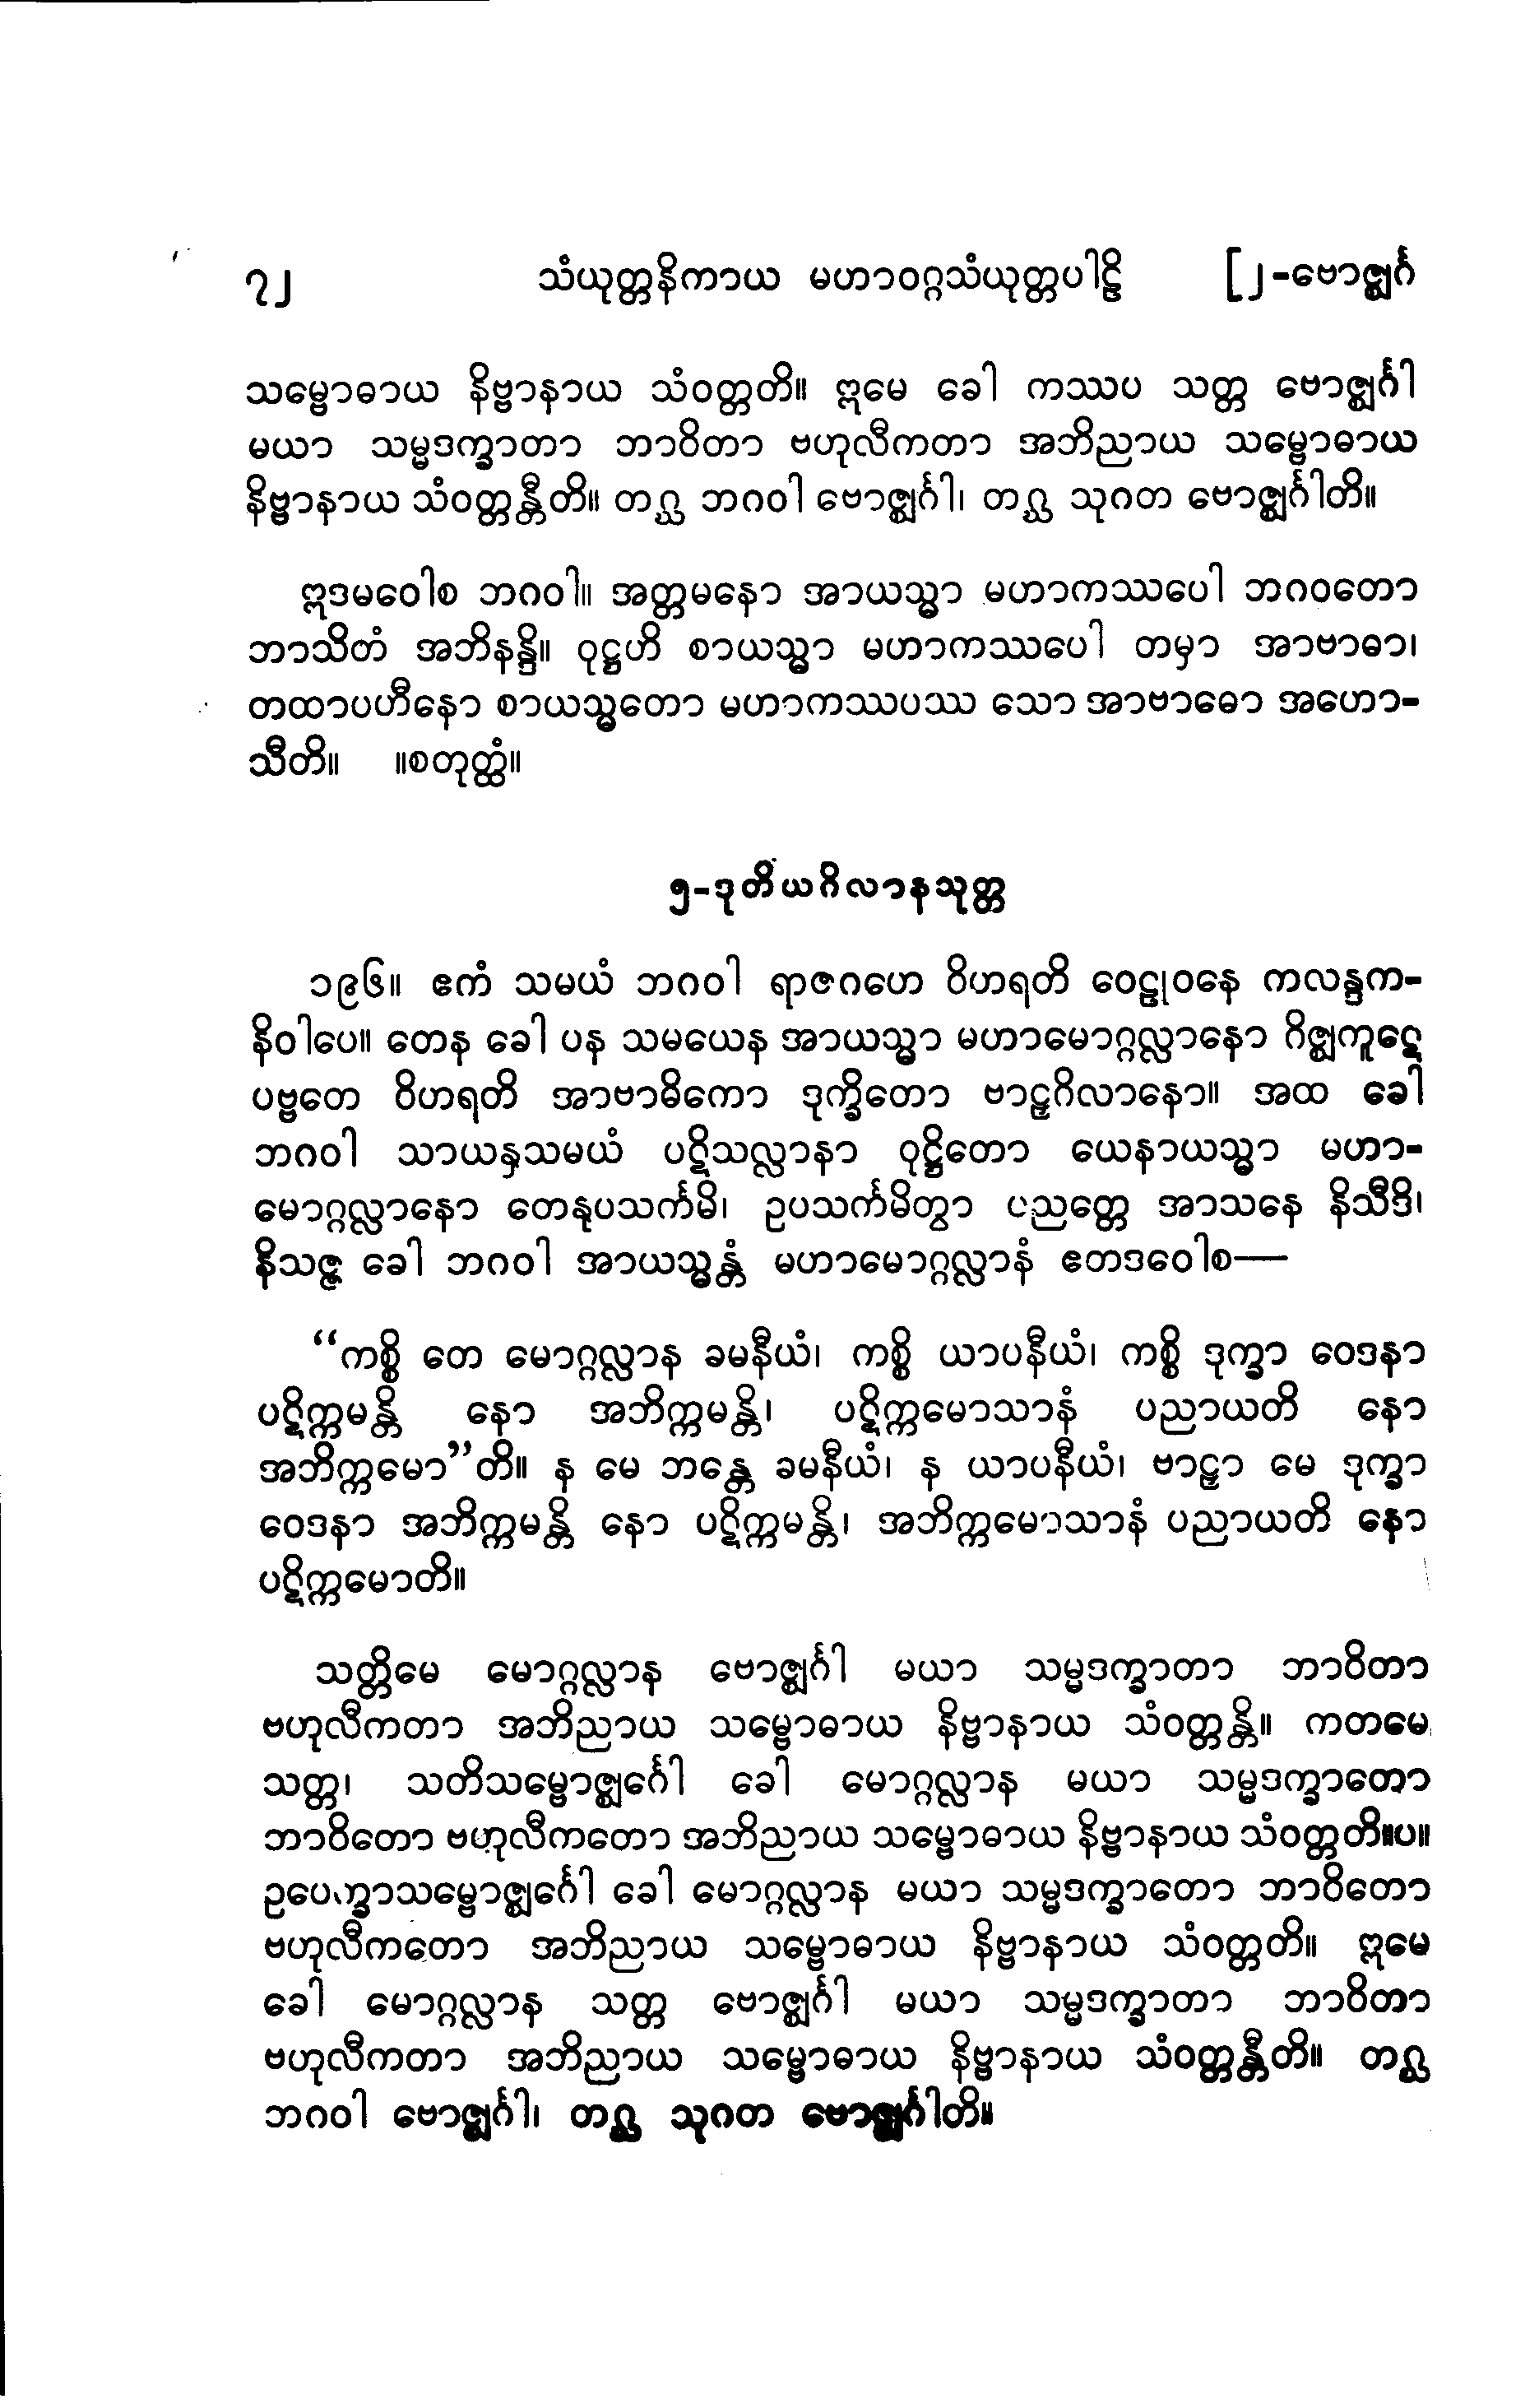 ၇၂ သံယုတ္တနိကာယ မဟာဝဂ္ဂသံယုတ္တပါဠိ [၂-ဗောဇ္ဈင်္ဂ
သမ္ဗောဓာယ နိဗ္ဗာနာယ သံဝတ္တတိ။ ဣမေ ခေါ ကဿပ သတ္တ ဗောဇ္ဈင်္ဂါ
မယာ သမ္မဒက္ခာတာ ဘာဝိတာ ဗဟုလီကတာ အဘိညာယ သမ္ဗောဓာယ
နိဗ္ဗာနာယ သံဝတ္တန္တီတိ။ တဂ္ဃ ဘဂဝါ ဗောဇ္ဈင်္ဂါ၊ တဂ္ဃ သုဂတ ဗောဇ္ဈင်္ဂါတိ။
ဣဒမဝေါစ ဘဂဝါ။ အတ္တမနော အာယသ္မာ မဟာကဿပေါ ဘဂဝတော
ဘာသိတံ အဘိနန္ဒိ။ ဝုဋ္ဌဟိ စာယသ္မာ မဟာကဿပေါ တမှာ အာဗာဓာ၊
တထာပဟီနော စာယသ္မတော မဟာကဿပဿ သော အာဗာဓော အဟော-
သီတိ။ ။စတုတ္ထံ။
၅-ဒုတိယဂိလာနသုတ္တ
၁၉၆။ ဧကံ သမယံ ဘဂဝါ ရာဇဂဟေ ဝိဟရတိ ဝေဠုဝနေ ကလန္ဒက-
နိဝါပေ။ တေန ခေါ ပန သမယေန အာယသ္မာ မဟာမောဂ္ဂလ္လာနော ဂိဇ္ဈကူဋေ
ပဗ္ဗတေ ဝိဟရတိ အာဗာဓိကော ဒုက္ခိတော ဗာဠှဂိလာနော။ အထ ခေါ
ဘဂဝါ သာယနှသမယံ ပဋိသလ္လာနာ ဝုဋ္ဌိတော ယေနာယသ္မာ မဟာ-
မောဂ္ဂလ္လာနော တေနုပသင်္ကမိ၊ ဥပသင်္ကမိတွာ ပညတ္တေ အာသနေ နိသီဒိ၊
နိသဇ္ဇ ခေါ ဘဂဝါ အာယသ္မန္တံ မဟာမောဂ္ဂလ္လာနံ ဧတဒဝေါစ—
“ကစ္စိ တေ မောဂ္ဂလ္လာန ခမနီယံ၊ ကစ္စိ ယာပနီယံ၊ ကစ္စိ ဒုက္ခာ ဝေဒနာ
ပဋိက္ကမန္တိ နော အဘိက္ကမန္တိ၊ ပဋိက္ကမောသာနံ ပညာယတိ နော
အဘိက္ကမော”တိ။ န မေ ဘန္တေ ခမနီယံ၊ န ယာပနီယံ၊ ဗာဠှာ မေ ဒုက္ခာ
ဝေဒနာ အဘိက္ကမန္တိ နော ပဋိက္ကမန္တိ၊ အဘိက္ကမောသာနံ ပညာယတိ နော
ပဋိက္ကမောတိ။
သတ္တိမေ မောဂ္ဂလ္လာန ဗောဇ္ဈင်္ဂါ မယာ သမ္မဒက္ခာတာ ဘာဝိတာ
ဗဟုလီကတာ အဘိညာယ သမ္ဗောဓာယ နိဗ္ဗာနာယ သံဝတ္တန္တိ။ ကတမေ
သတ္တ၊ သတိသမ္ဗောဇ္ဈင်္ဂေါ ခေါ မောဂ္ဂလ္လာန မယာ သမ္မဒက္ခာတော
ဘာဝိတော ဗဟုလီကတော အဘိညာယ သမ္ဗောဓာယ နိဗ္ဗာနာယ သံဝတ္တတိ။ပ။
ဥပေက္ခာသမ္ဗောဇ္ဈင်္ဂေါ ခေါ မောဂ္ဂလ္လာန မယာ သမ္မဒက္ခာတော ဘာဝိတော
ဗဟုလီကတော အဘိညာယ သမ္ဗောဓာယ နိဗ္ဗာနာယ သံဝတ္တတိ။ ဣမေ
ခေါ မောဂ္ဂလ္လာန သတ္တ ဗောဇ္ဈင်္ဂါ မယာ သမ္မဒက္ခာတာ ဘာဝိတာ
ဗဟုလီကတာ အဘိညာယ သမ္ဗောဓာယ နိဗ္ဗာနာယ သံဝတ္တန္တီတိ။ တဂ္ဃ
ဘဂဝါ ဗောဇ္ဈင်္ဂါ၊ တဂ္ဃ သုဂတ ဗောဇ္ဈင်္ဂါတိ။